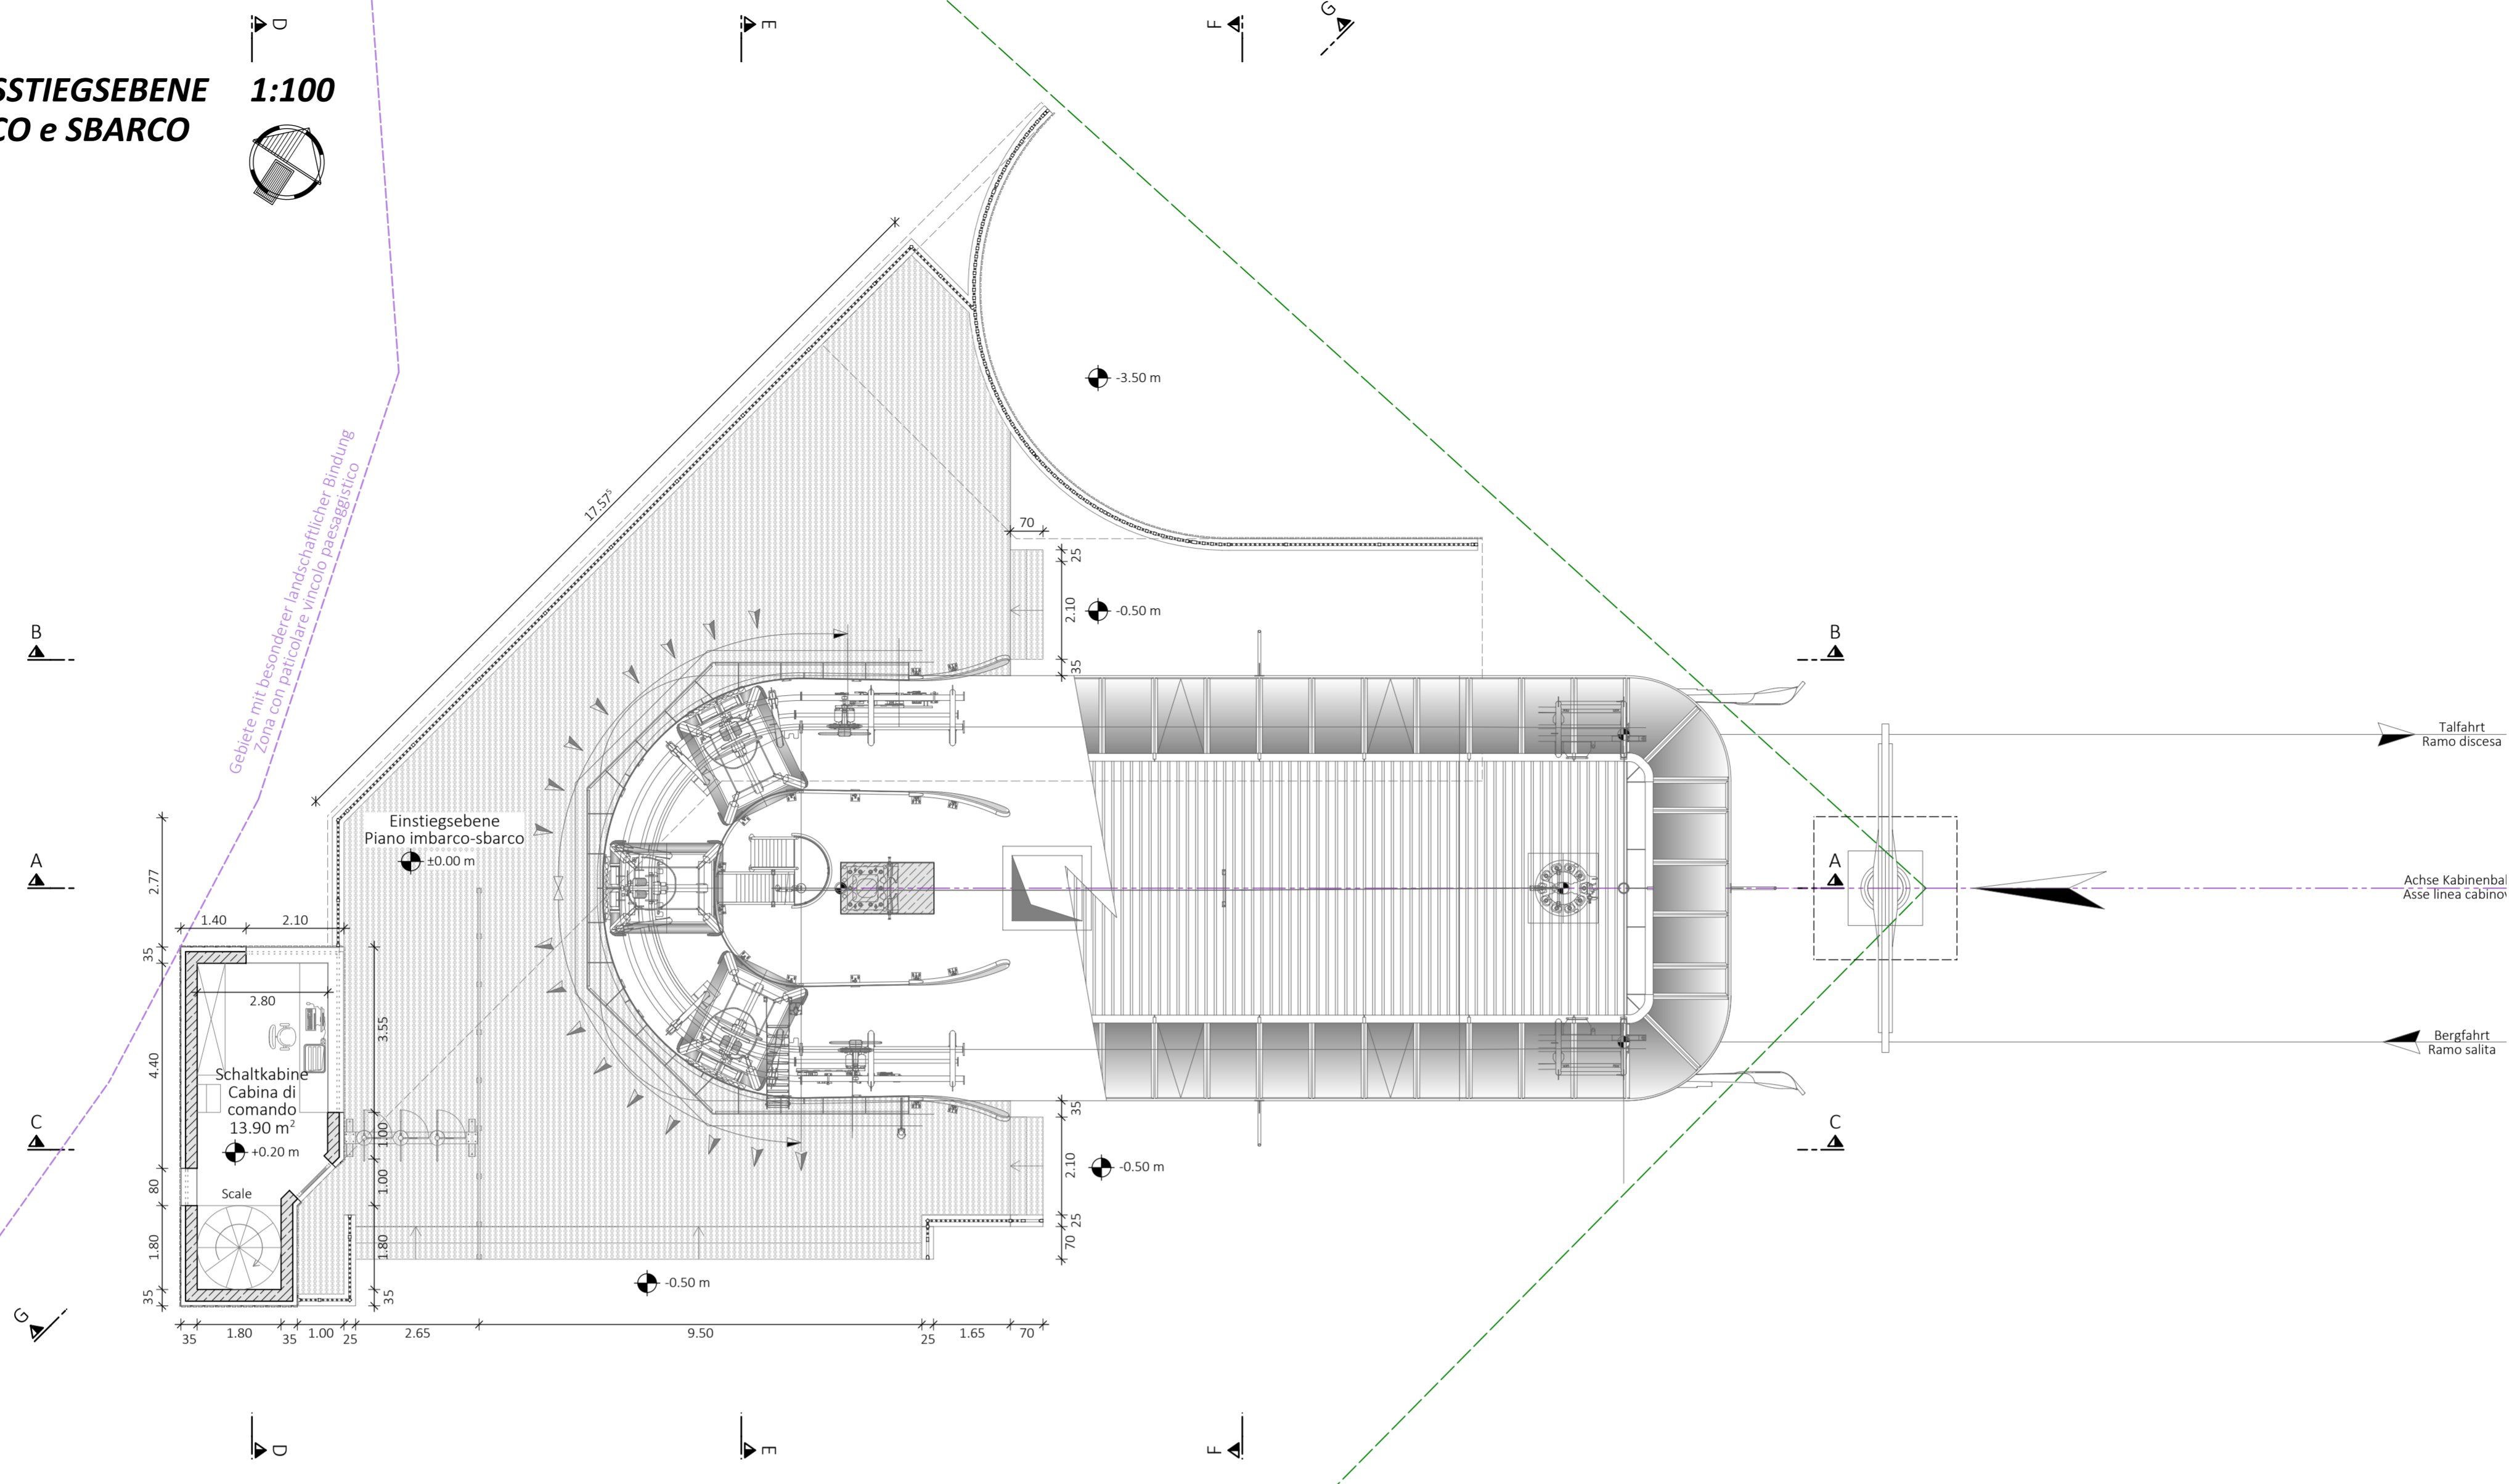 D
E
F
G
SSTIEGSEBENE 1:100
CO e SBARCO
Gebiete mit besonderer landschaftlicher Bindung
Zona con paticolare vincolo paesaggistico
17.57⁵
-3.50 m
70
25
2.10
-0.50 m
35
B
B
Talfahrt
Ramo discesa
Einstiegsebene
Piano imbarco-sbarco
±0.00 m
A
A
Achse Kabinenbal
Asse linea cabinov
2.77
1.40
2.10
35
2.80
3.55
4.40
Bergfahrt
Ramo salita
Schaltkabine
Cabina di
comando
13.90 m²
+0.20 m
C
C
1.00
1.00
80
Scale
35
2.10
-0.50 m
25
70
1.80
1.80
-0.50 m
35
35
G
35
1.80
35
1.00
25
2.65
9.50
25
1.65
70
D
E
F